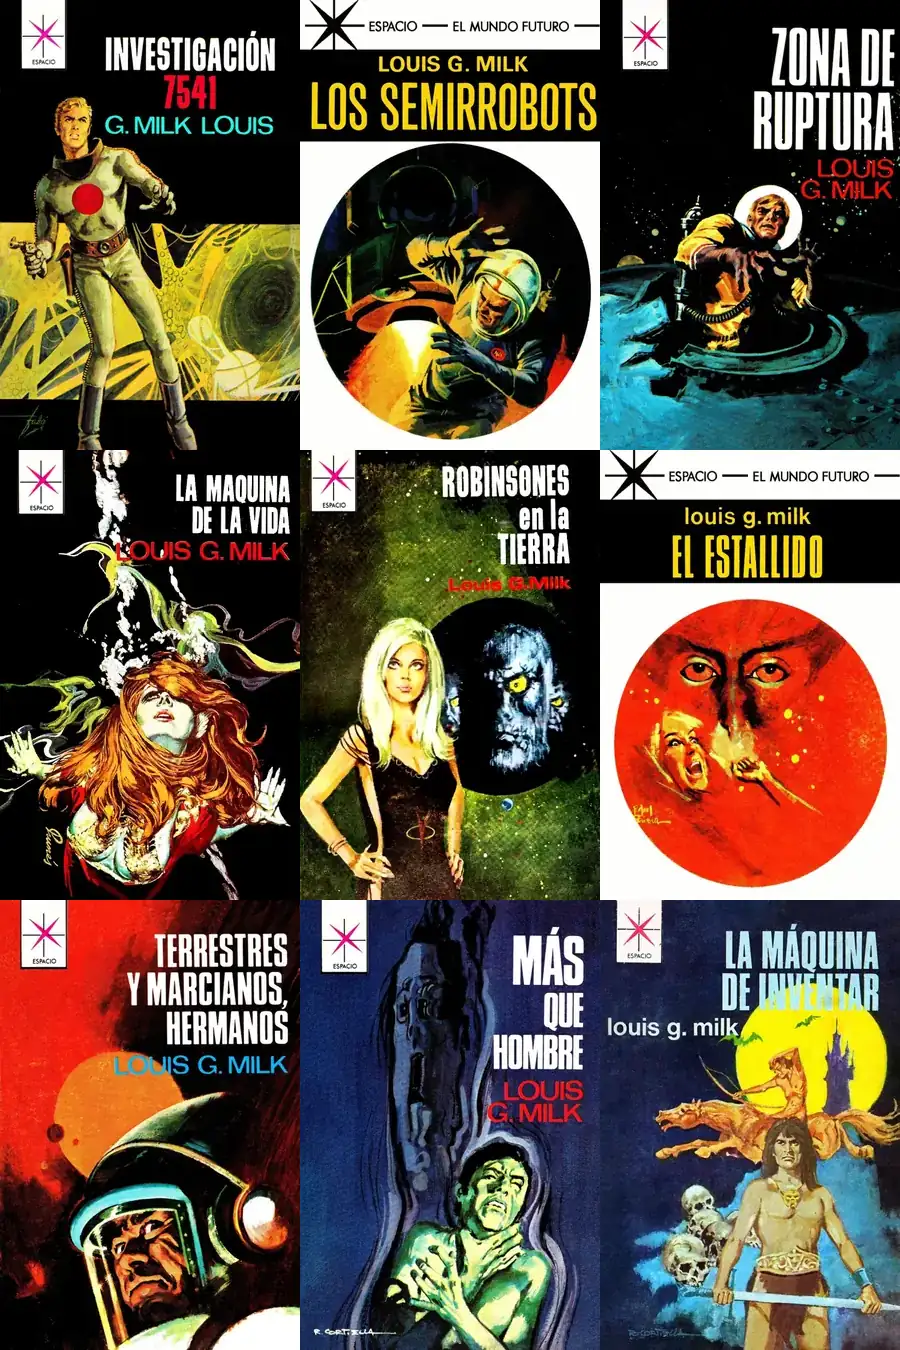 ESPACIO
INVESTIGACIÓN
7541
G. MILK LOUIS
ESPACIO — EL MUNDO FUTURO
LOUIS G. MILK
LOS SEMIRROBOTS
ESPACIO
ZONA DE
RUPTURA
LOUIS
G. MILK
ESPACIO
LA MAQUINA
DE LA VIDA
LOUIS G. MILK
ESPACIO
ROBINSONES
en la
TIERRA
Louis G. Milk
ESPACIO — EL MUNDO FUTURO
louis g. milk
EL ESTALLIDO
ESPACIO
TERRESTRES
Y MARCIANOS,
HERMANOS
LOUIS G. MILK
ESPACIO
MÁS
QUE
HOMBRE
LOUIS
G. MILK
R. CORTIELLA
ESPACIO
LA MÁQUINA
DE INVENTAR
louis g. milk
R. CORTIELLA